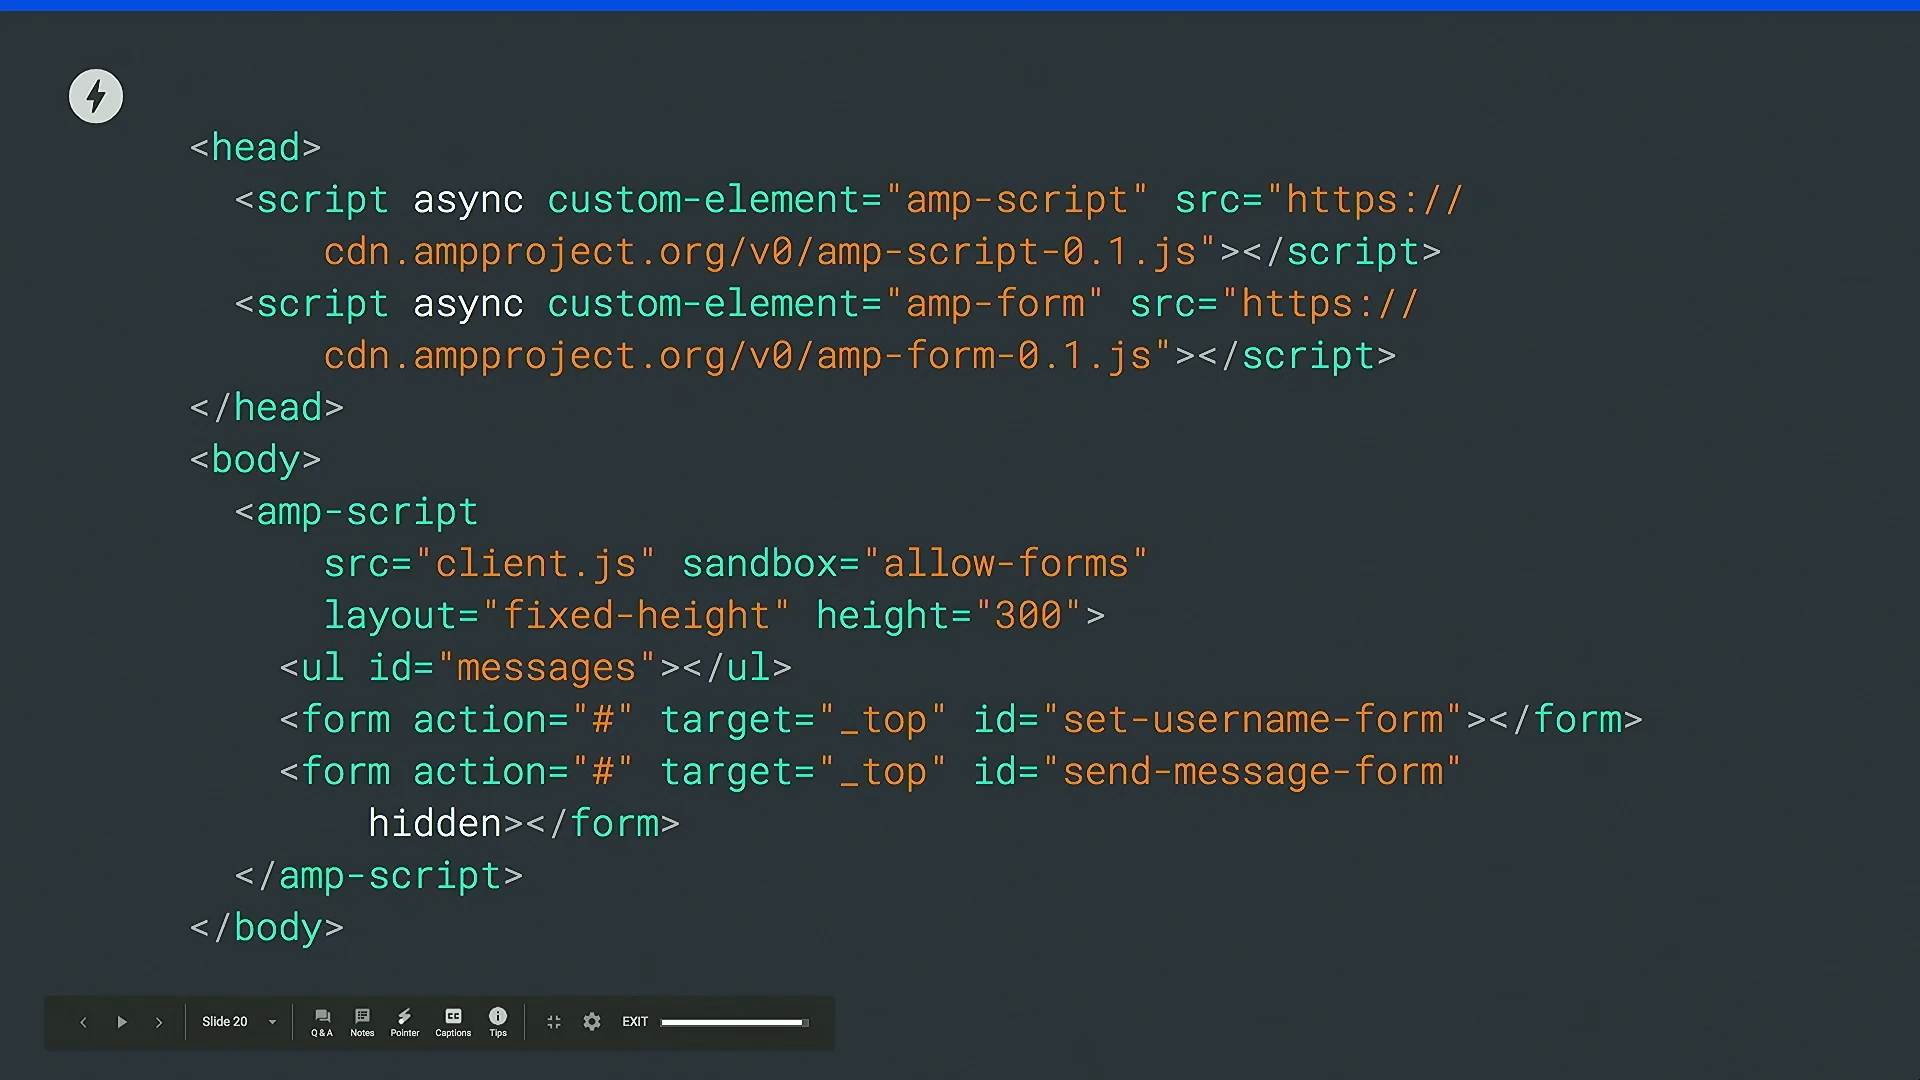 <head>
<script async custom-element="amp-script" src="https://
cdn.ampproject.org/v0/amp-script-0.1.js"></script>
<script async custom-element="amp-form" src="https://
cdn.ampproject.org/v0/amp-form-0.1.js"></script>
</head>
<body>
<amp-script
src="client.js" sandbox="allow-forms"
layout="fixed-height" height="300">
<ul id="messages"></ul>
<form action="#" target="_top" id="set-username-form"></form>
<form action="#" target="_top" id="send-message-form"
hidden></form>
</amp-script>
</body>
Slide 20 Q&A Notes Pointer Captions Tips EXIT